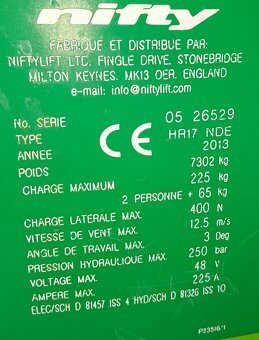 nifty
FABRIQUE ET DISTRIBUE PAR:
NIFTYLIFT LTD. FINGLE DRIVE, STONEBRIDGE
MILTON KEYNES. MK13 OER. ENGLAND
e-mail: info@niftylift.com
No. SERIE 05 26529
TYPE HR17 NDE
ANNEE 2013
CE
POIDS 7302 kg
CHARGE MAXIMUM 225 kg
2 PERSONNE + 65 kg
CHARGE LATERALE MAX. 400 N
VITESSE DE VENT MAX. 12.5 m/s
ANGLE DE TRAVAIL MAX. 3 Deg
PRESSION HYDRAULIQUE MAX. 250 bar
VOLTAGE MAX. 48 V
AMPERE MAX. 225 A
ELEC/SCH D 81457 ISS 4 HYD/SCH D 81326 ISS 10
P23516/1